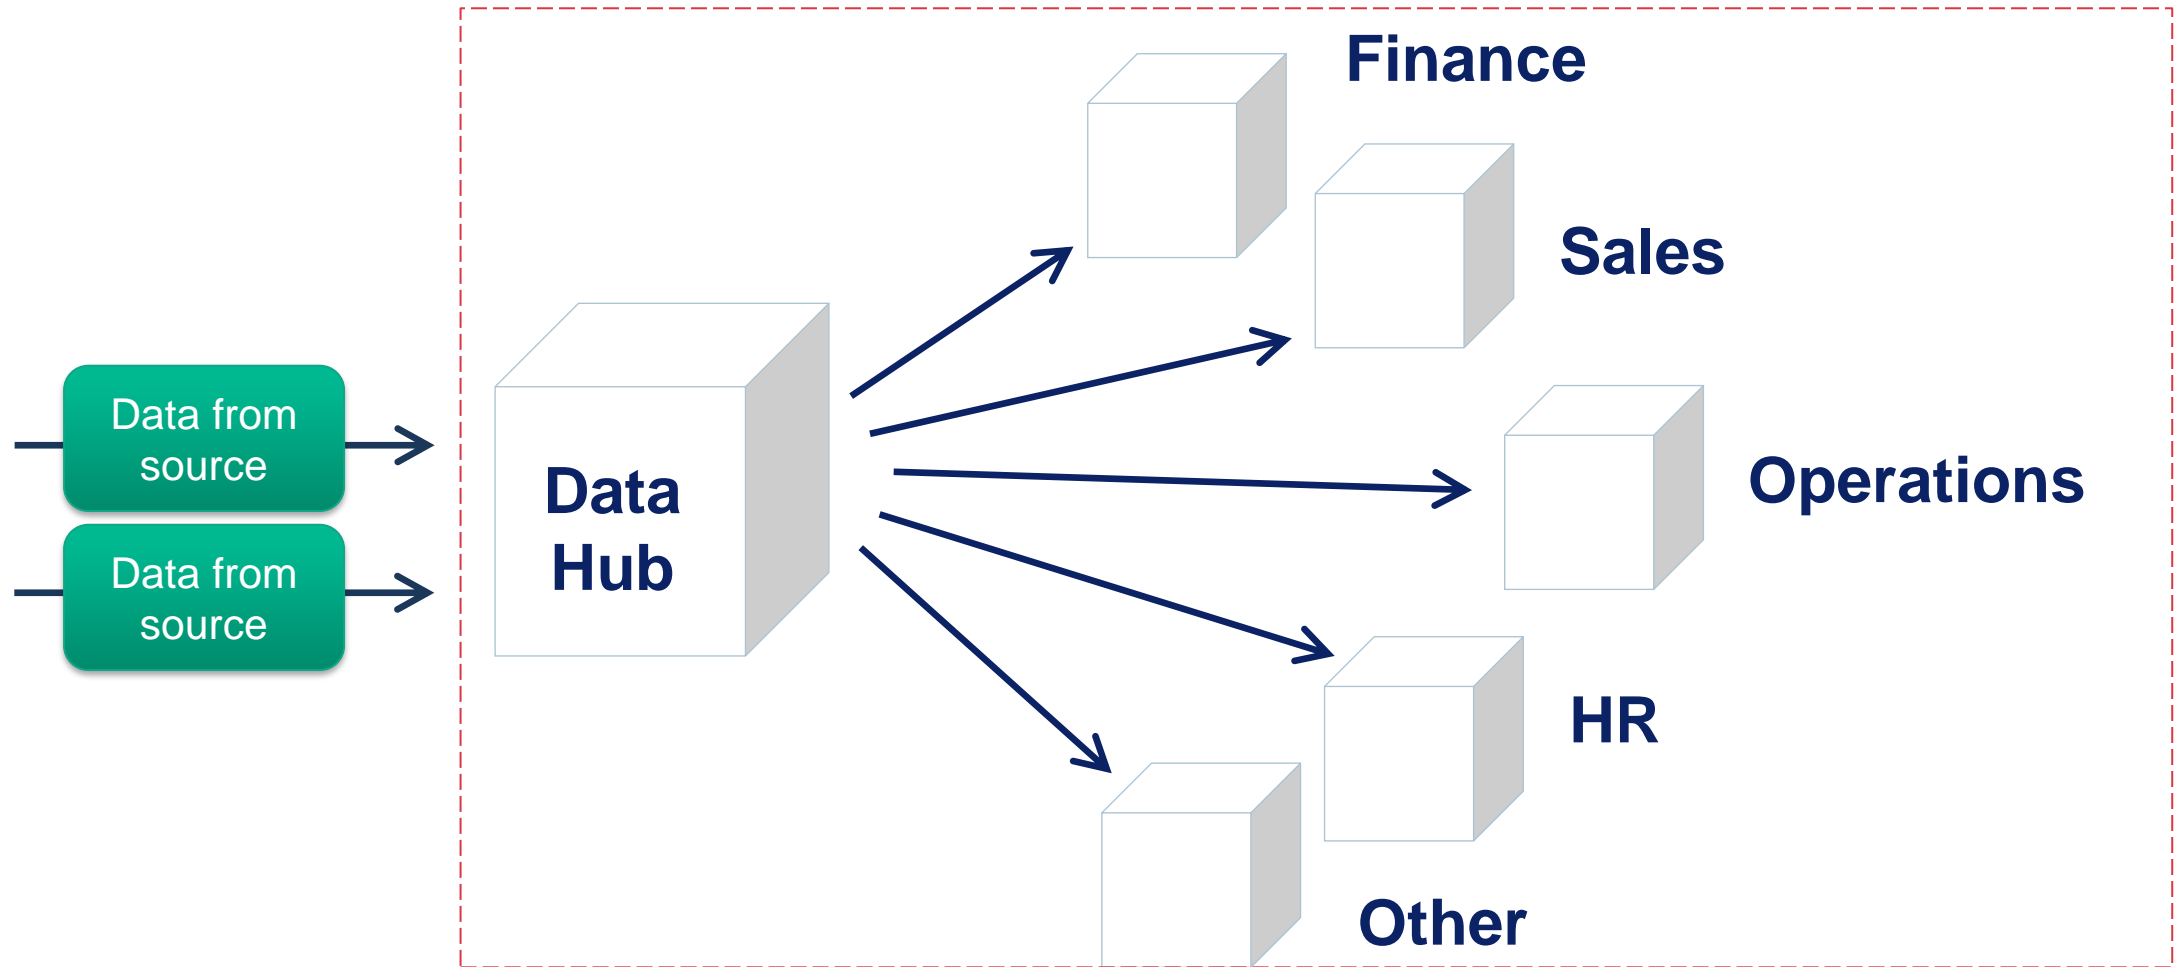 Finance
Sales
Data from
source
Data
Hub
Operations
Data from
source
HR
Other